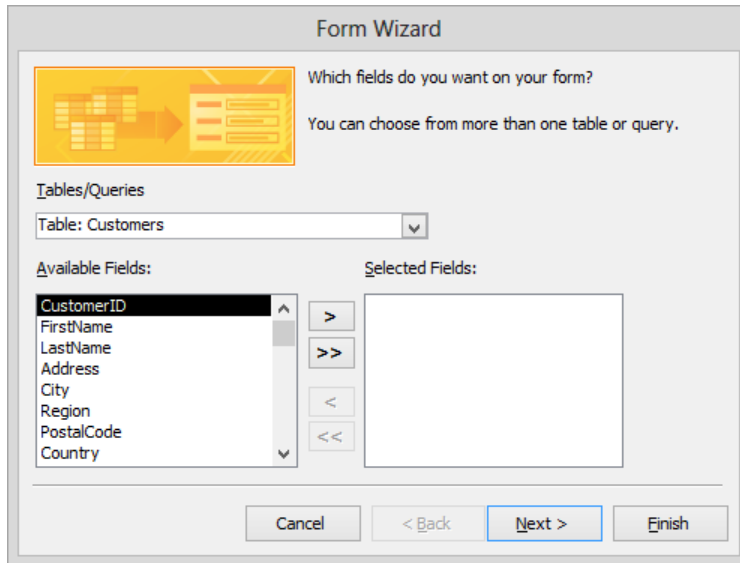 Form Wizard
Which fields do you want on your form?
You can choose from more than one table or query.
Tables/Queries
Table: Customers
Available Fields:
Selected Fields:
CustomerID
FirstName
LastName
Address
City
Region
PostalCode
Country
>
>>
<
<<
Cancel
< Back
Next >
Finish